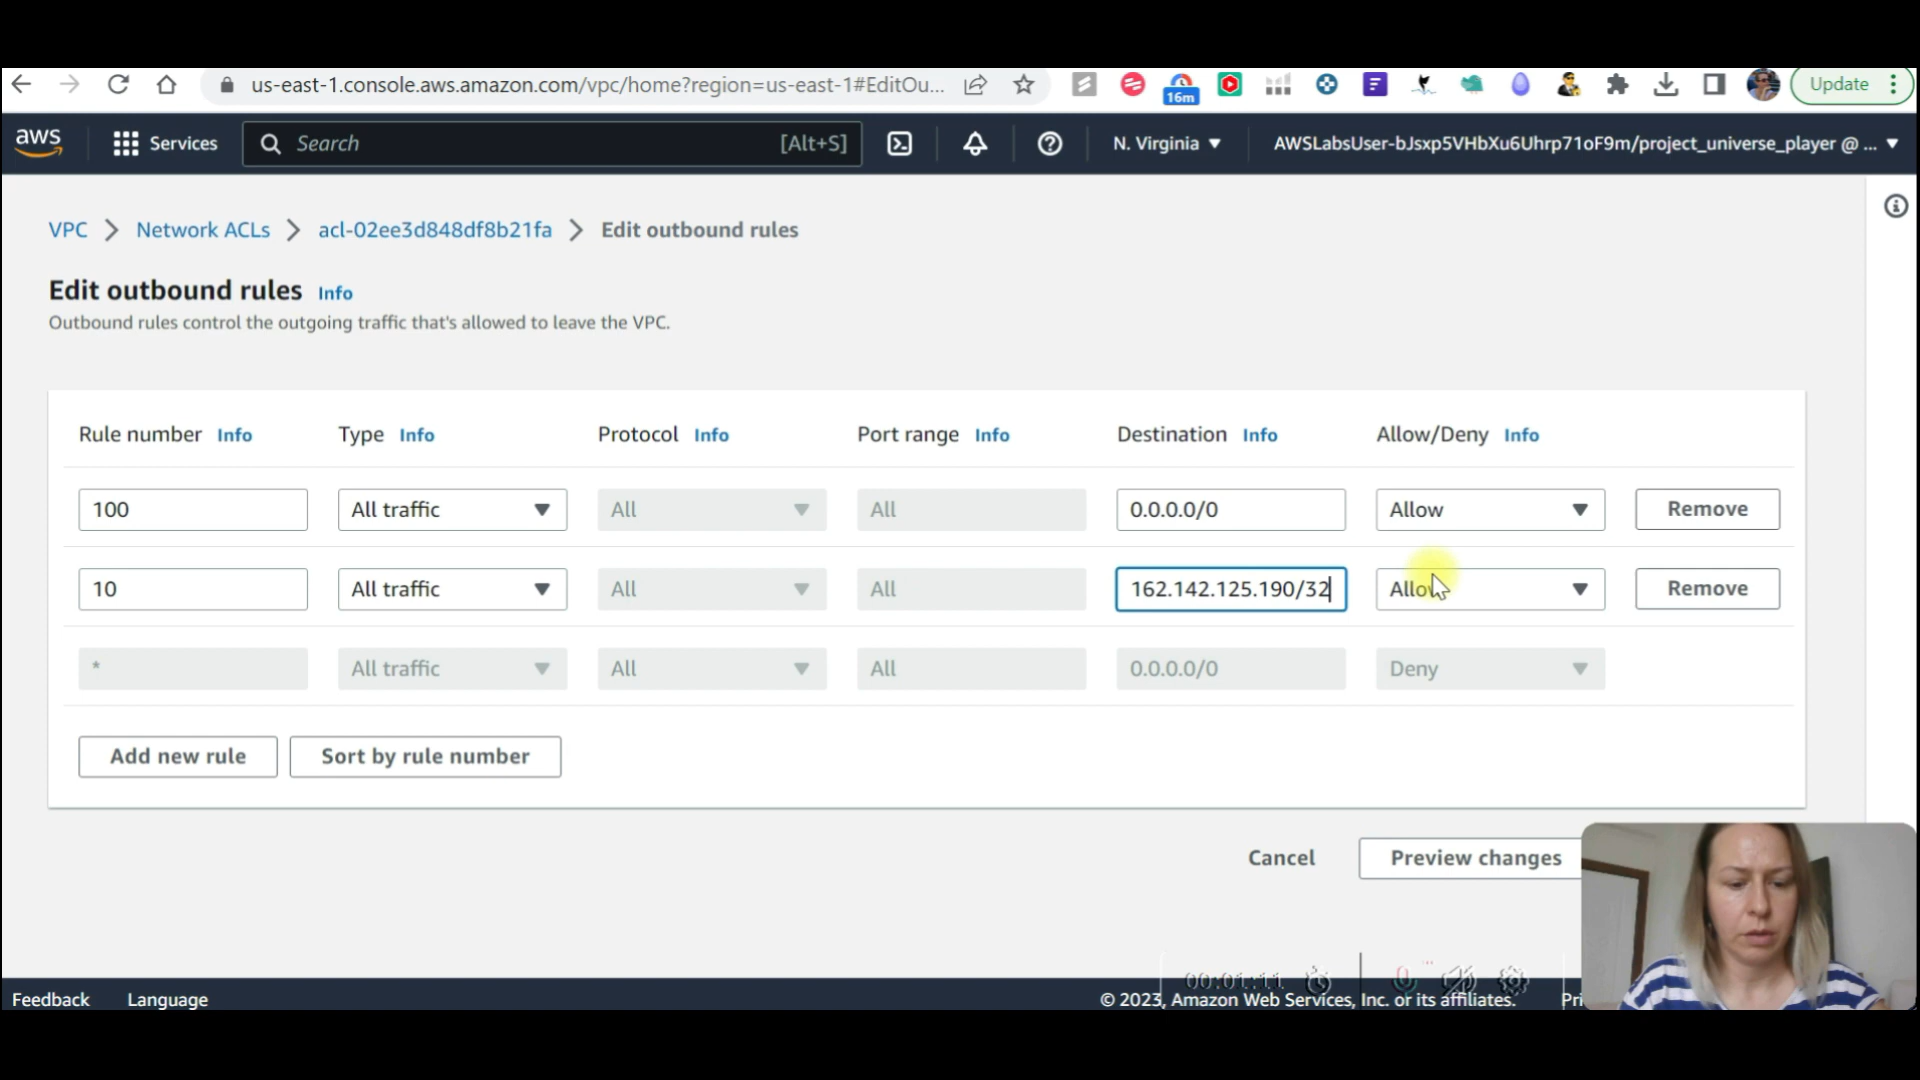 us-east-1.console.aws.amazon.com/vpc/home?region=us-east-1#EditOu...
16m
Update
aws
Services
Search
[Alt+S]
N. Virginia
AWSLabsUser-bJsxp5VHbXu6Uhrp71oF9m/project_universe_player @ ...
VPC
Network ACLs
acl-02ee3d848df8b21fa
Edit outbound rules
Edit outbound rules Info
Outbound rules control the outgoing traffic that's allowed to leave the VPC.
Rule number Info
Type Info
Protocol Info
Port range Info
Destination Info
Allow/Deny Info
100
All traffic
All
All
0.0.0.0/0
Allow
Remove
10
All traffic
All
All
162.142.125.190/32
Allow
Remove
*
All traffic
All
All
0.0.0.0/0
Deny
Add new rule
Sort by rule number
Cancel
Preview changes
00:01:11
Feedback
Language
© 2023, Amazon Web Services, Inc. or its affiliates.
Pri